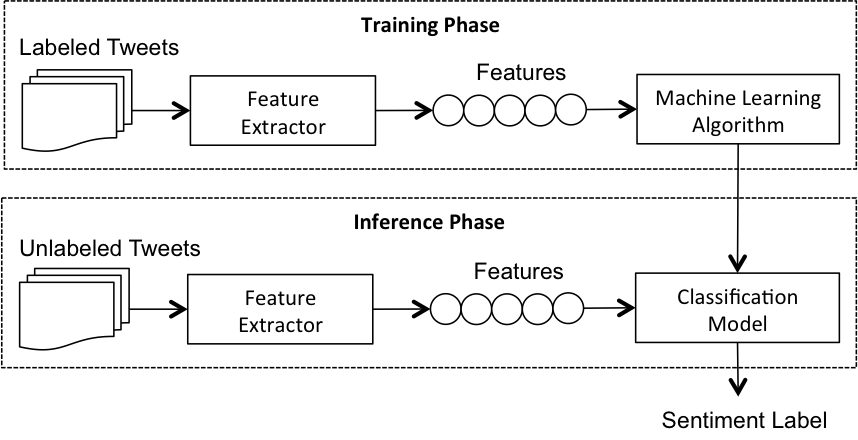 Training Phase
Labeled Tweets
Feature
Extractor
Features
Machine Learning
Algorithm
Inference Phase
Unlabeled Tweets
Feature
Extractor
Features
Classification
Model
Sentiment Label